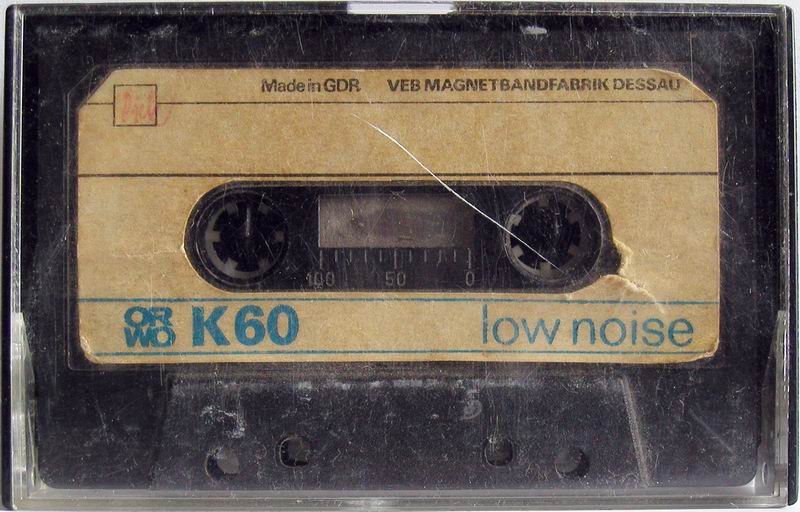 Made in GDR VEB MAGNETBANDFABRIK DESSAU
100 50 0
ORWO K60 low noise